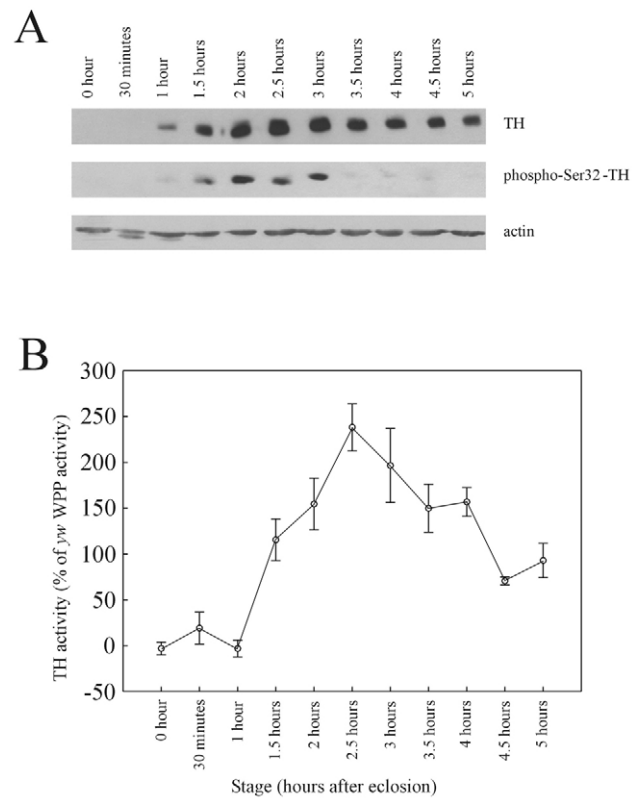 A
0 hour
30 minutes
1 hour
1.5 hours
2 hours
2.5 hours
3 hours
3.5 hours
4 hours
4.5 hours
5 hours
TH
phospho-Ser32-TH
actin
B
300
250
200
150
100
50
0
-50
TH activity (% of yw WPP activity)
0 hour
30 minutes
1 hour
1.5 hours
2 hours
2.5 hours
3 hours
3.5 hours
4 hours
4.5 hours
5 hours
Stage (hours after eclosion)